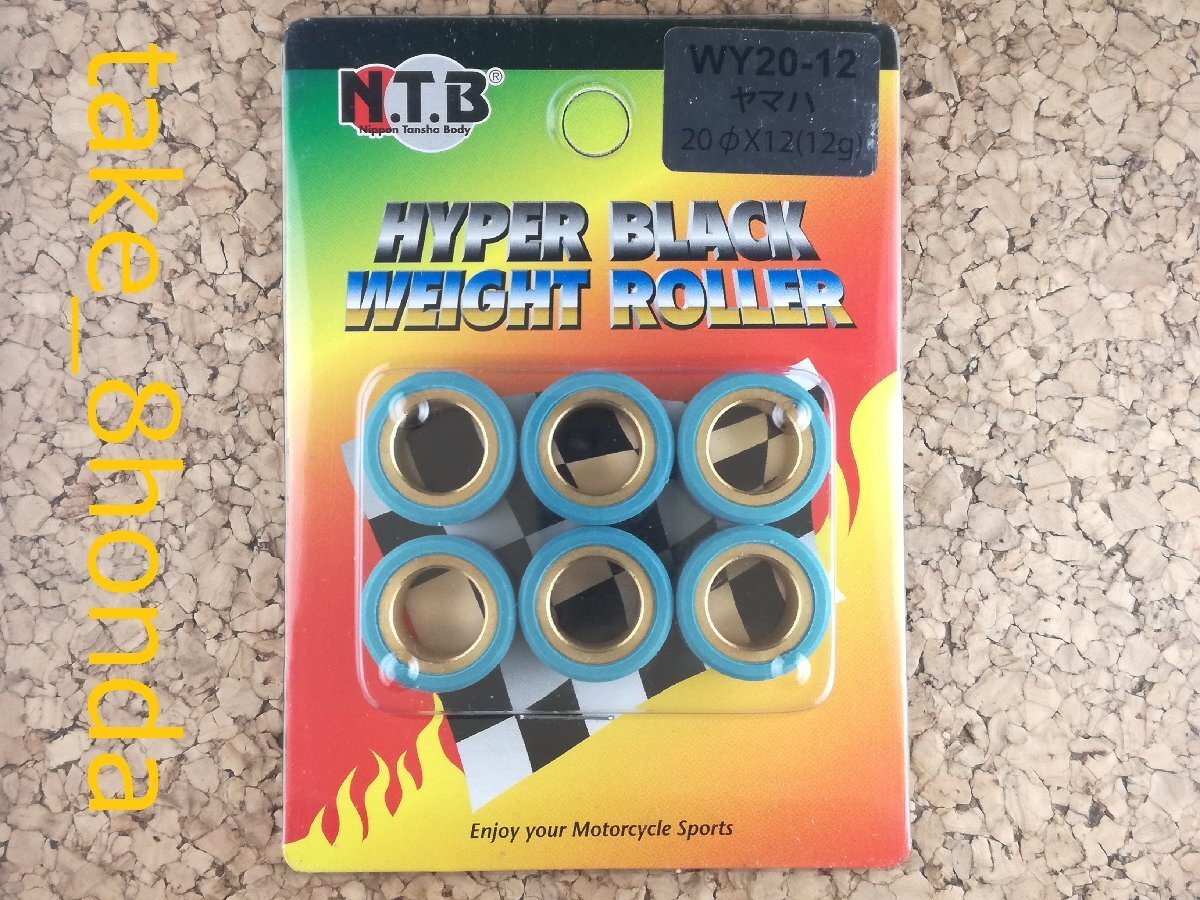 N.T.B®
Nippon Tansha Body
WY20-12
ヤマハ
20φX12(12g)
HYPER BLACK
WEIGHT ROLLER
Enjoy your Motorcycle Sports
take_8honda